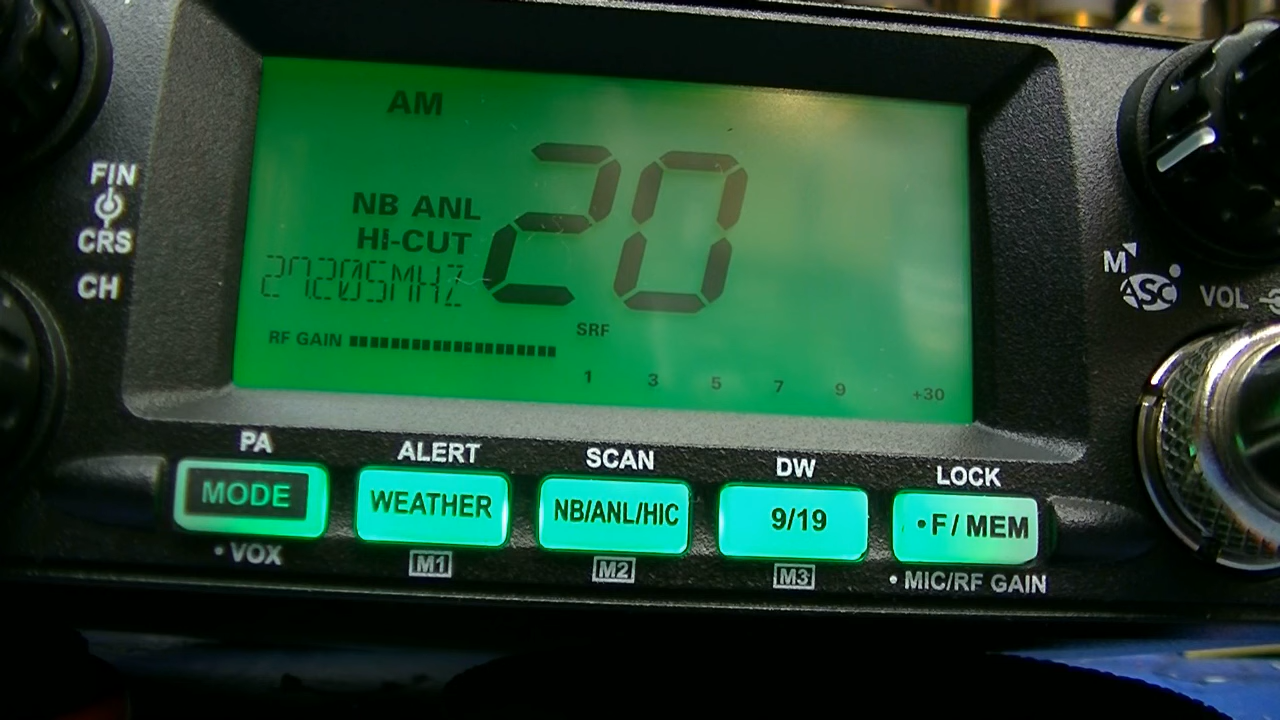 AM
20
NB ANL
HI-CUT
27.205MHZ
RF GAIN
SRF
1 3 5 7 9 +30
FIN
CRS
CH
M
ASC
VOL
PA ALERT SCAN DW LOCK
MODE WEATHER NB/ANL/HIC 9/19 •F/MEM
•VOX M1 M2 M3 •MIC/RF GAIN